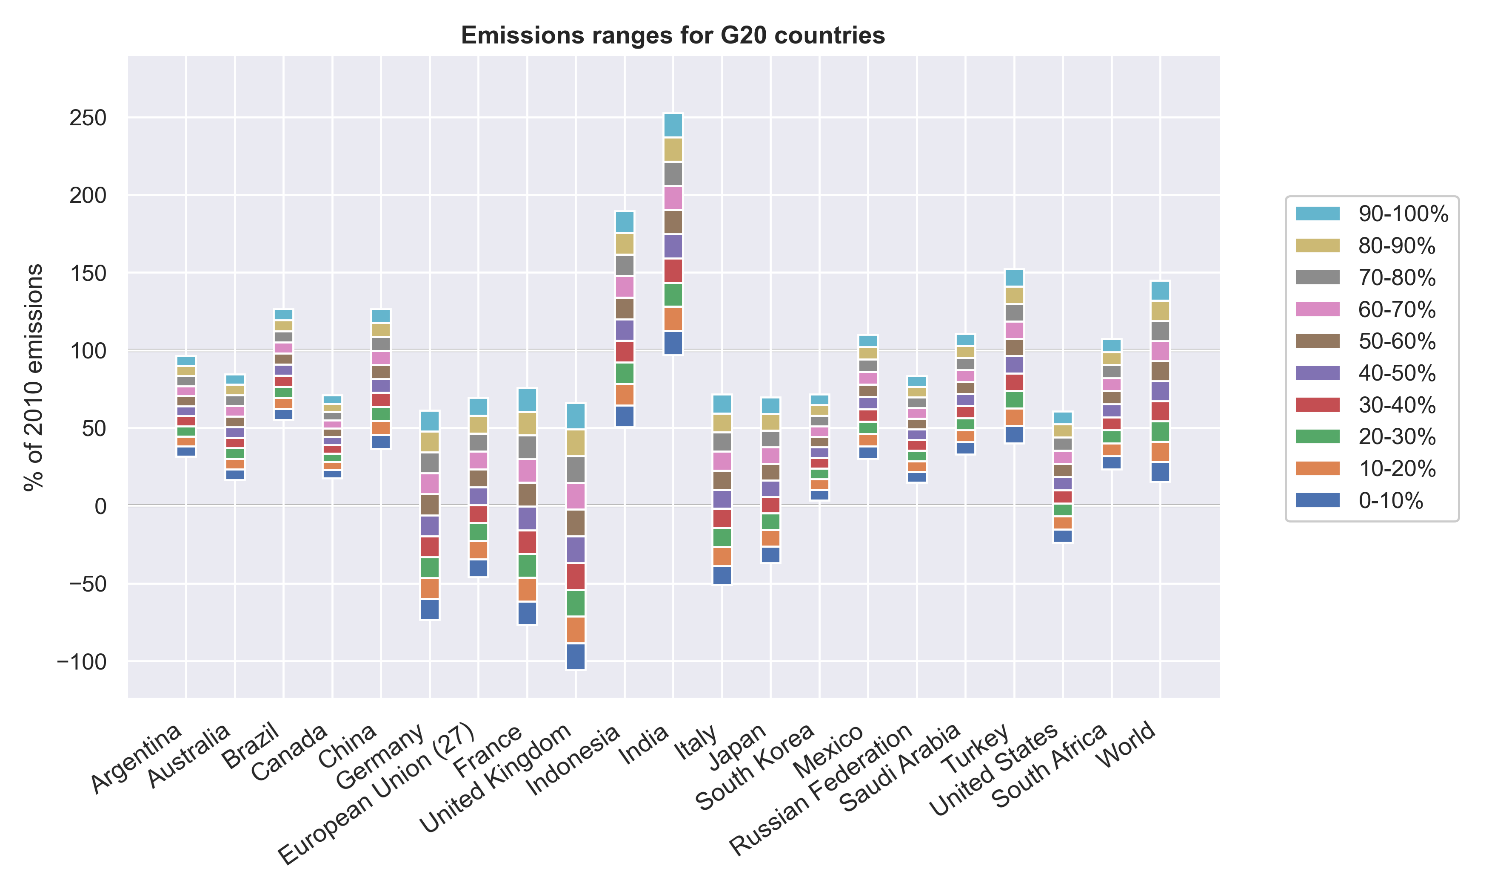 Emissions ranges for G20 countries
% of 2010 emissions
250
200
150
100
50
0
−50
−100
Argentina
Australia
Brazil
Canada
China
Germany
European Union (27)
France
United Kingdom
Indonesia
India
Italy
Japan
South Korea
Mexico
Russian Federation
Saudi Arabia
Turkey
United States
South Africa
World
90-100%
80-90%
70-80%
60-70%
50-60%
40-50%
30-40%
20-30%
10-20%
0-10%